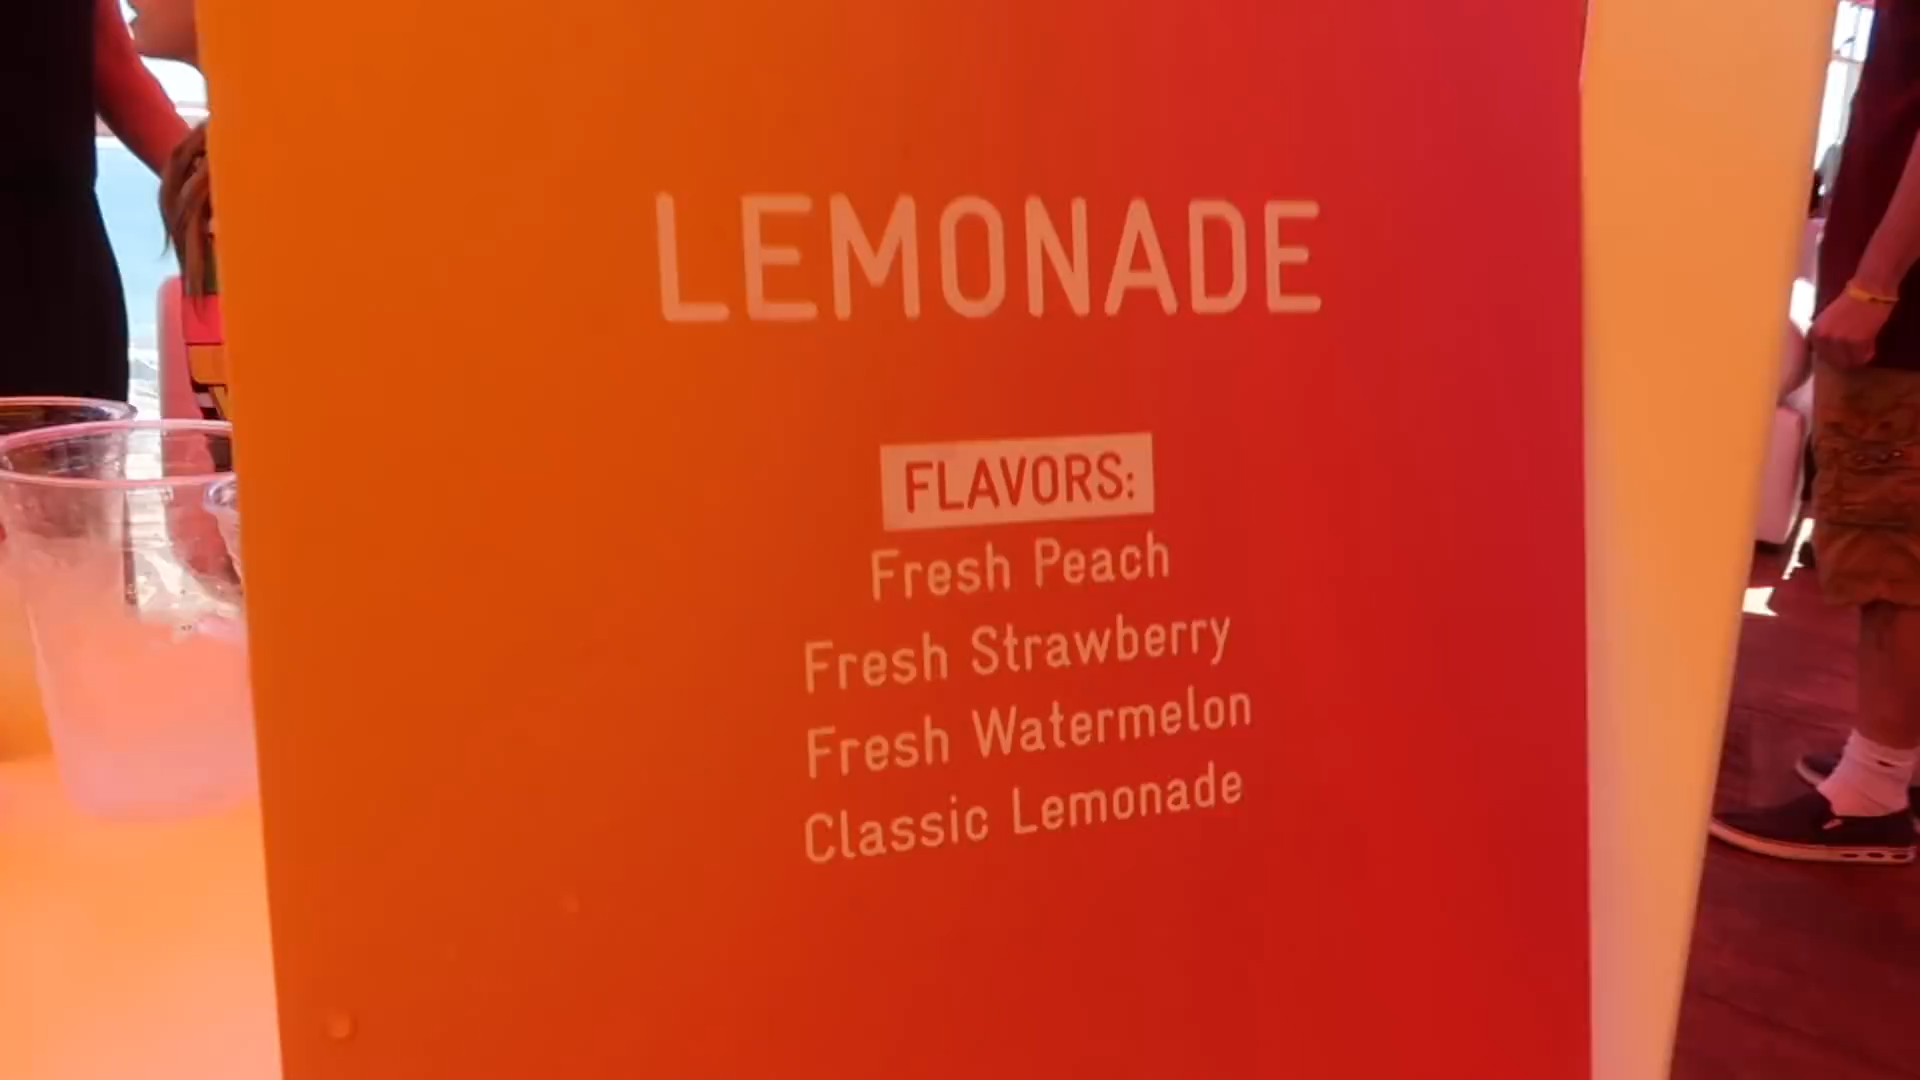 LEMONADE
FLAVORS:
Fresh Peach
Fresh Strawberry
Fresh Watermelon
Classic Lemonade